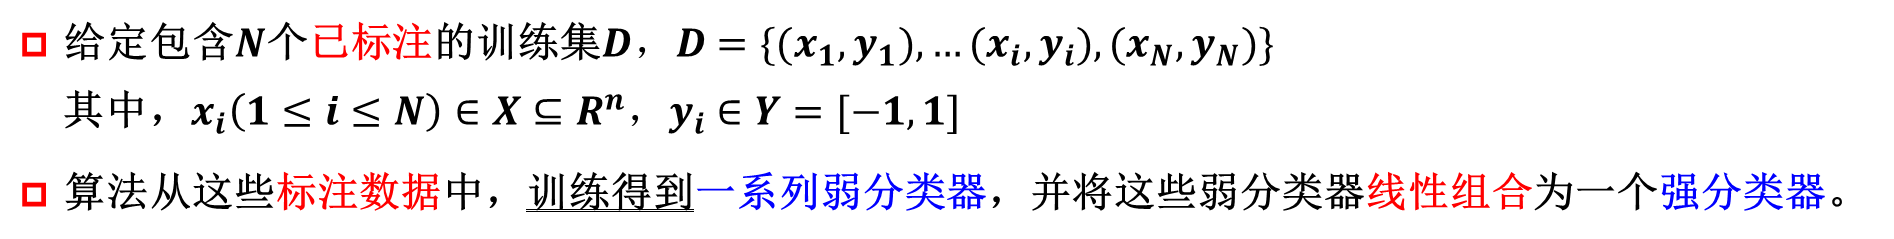 给定包含N个已标注的训练集D，D = {(x₁, y₁), … (xᵢ, yᵢ), (x_N, y_N)}
其中，xᵢ(1 ≤ i ≤ N) ∈ X ⊆ Rⁿ，yᵢ ∈ Y = [−1, 1]
算法从这些标注数据中，训练得到一系列弱分类器，并将这些弱分类器线性组合为一个强分类器。